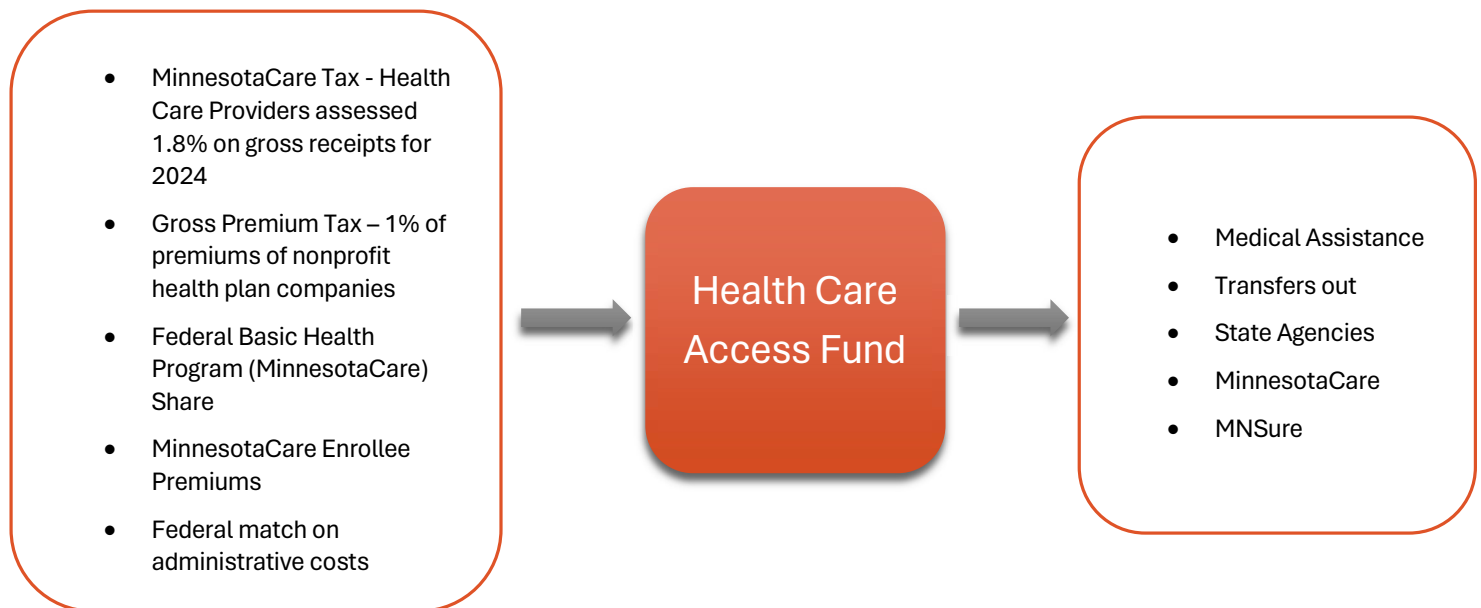 • MinnesotaCare Tax - Health
Care Providers assessed
1.8% on gross receipts for
2024
• Gross Premium Tax – 1% of
premiums of nonprofit
health plan companies
• Federal Basic Health
Program (MinnesotaCare)
Share
• MinnesotaCare Enrollee
Premiums
• Federal match on
administrative costs
Health Care
Access Fund
• Medical Assistance
• Transfers out
• State Agencies
• MinnesotaCare
• MNSure